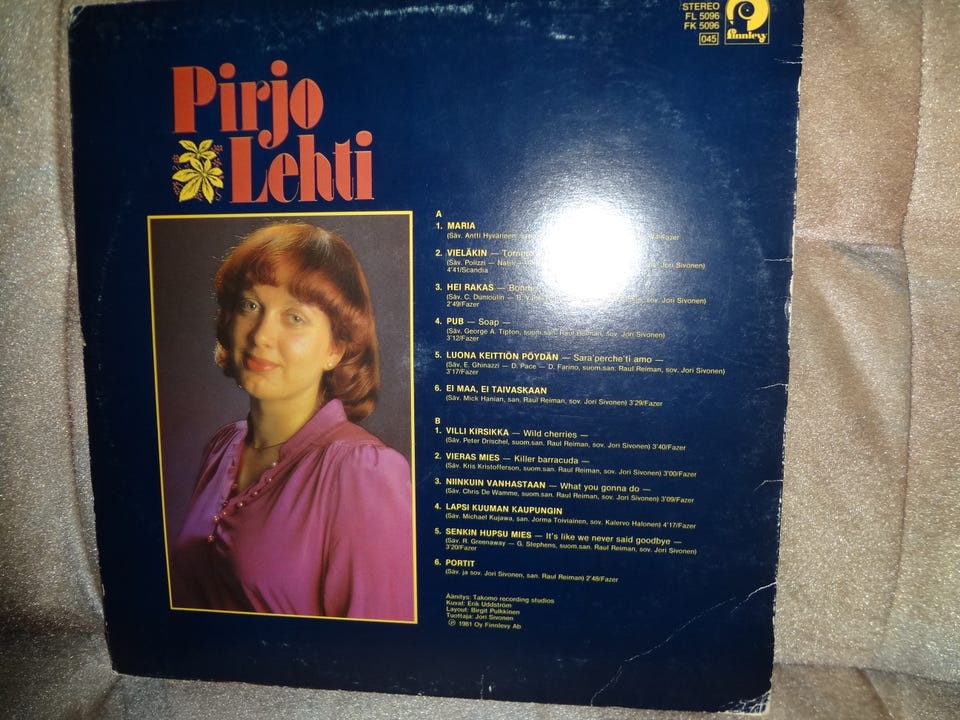 STEREO
FL 5096
FK 5096
045
finnlevy
Pirjo
Lehti
A
1. MARIA
(Säv. Antti Hyvärinen, /Fazer
2. VIELÄKIN —
(Säv. Polizzi — Jori Sivonen)
4'41/Scandia
3. HEI RAKAS —
(Säv. C. Dumoulin — sov. Jori Sivonen)
2'49/Fazer
4. PUB — Soap —
(Säv. George A. Tipton, suom.san. Raul Reiman, sov. Jori Sivonen)
3'12/Fazer
5. LUONA KEITTIÖN PÖYDÄN — Sara'perche'ti amo —
(Säv. E. Ghinazzi — D. Pace — D. Farino, suom.san. Raul Reiman, sov. Jori Sivonen)
3'17/Fazer
6. EI MAA, EI TAIVASKAAN
(Säv. Mick Hanian, san. Raul Reiman, sov. Jori Sivonen) 3'29/Fazer
B
1. VILLI KIRSIKKA — Wild cherries —
(Säv. Peter Drischel, suom.san. Raul Reiman, sov. Jori Sivonen) 3'40/Fazer
2. VIERAS MIES — Killer barracuda —
(Säv. Kris Kristofferson, suom.san. Raul Reiman, sov. Jori Sivonen) 3'00/Fazer
3. NIINKUIN VANHASTAAN — What you gonna do —
(Säv. Chris De Wamme, suom.san. Raul Reiman, sov. Jori Sivonen) 3'09/Fazer
4. LAPSI KUUMAN KAUPUNGIN
(Säv. Michael Kujawa, san. Jorma Toiviainen, sov. Kalervo Halonen) 4'17/Fazer
5. SENKIN HUPSU MIES — It's like we never said goodbye —
(Säv. R. Greenaway — G. Stephens, suom.san. Raul Reiman, sov. Jori Sivonen)
3'20/Fazer
6. PORTIT
(Säv. ja sov. Jori Sivonen, san. Raul Reiman) 2'48/Fazer
Äänitys: Takomo recording studios
Kuvat: Erik Uddström
Layout: Birgit Pulkkinen
Tuottaja: Jori Sivonen
℗ 1981 Oy Finnlevy Ab